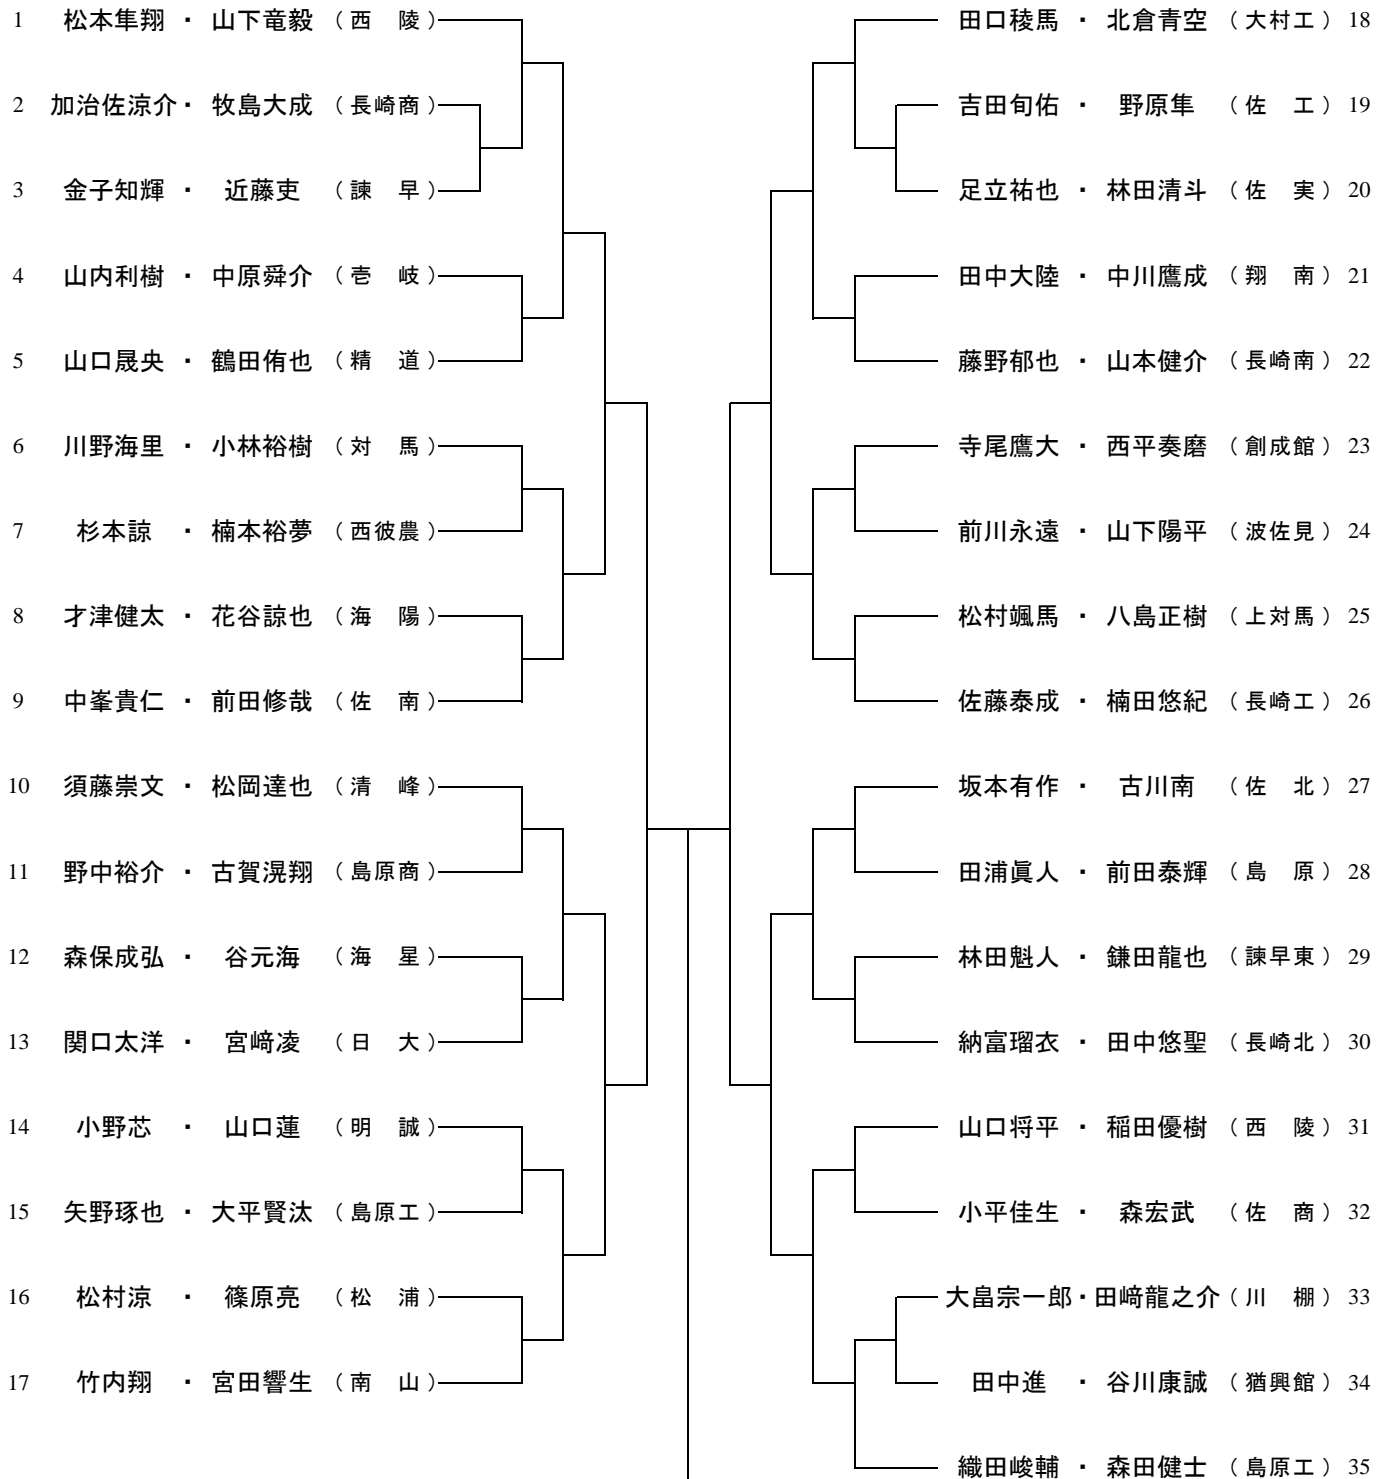 1 松本隼翔 ・ 山下竜毅 （西　陵）
2 加治佐涼介・ 牧島大成 （長崎商）
3 金子知輝 ・ 近藤吏 （諫　早）
4 山内利樹 ・ 中原舜介 （壱　岐）
5 山口晟央 ・ 鶴田侑也 （精　道）
6 川野海里 ・ 小林裕樹 （対　馬）
7 杉本諒 ・ 楠本裕夢 （西彼農）
8 才津健太 ・ 花谷諒也 （海　陽）
9 中峯貴仁 ・ 前田修哉 （佐　南）
10 須藤崇文 ・ 松岡達也 （清　峰）
11 野中裕介 ・ 古賀滉翔 （島原商）
12 森保成弘 ・ 谷元海 （海　星）
13 関口太洋 ・ 宮﨑凌 （日　大）
14 小野芯 ・ 山口蓮 （明　誠）
15 矢野琢也 ・ 大平賢汰 （島原工）
16 松村涼 ・ 篠原亮 （松　浦）
17 竹内翔 ・ 宮田響生 （南　山）
田口稜馬 ・ 北倉青空 （大村工） 18
吉田旬佑 ・ 野原隼 （佐　工） 19
足立祐也 ・ 林田清斗 （佐　実） 20
田中大陸 ・ 中川鷹成 （翔　南） 21
藤野郁也 ・ 山本健介 （長崎南） 22
寺尾鷹大 ・ 西平奏磨 （創成館） 23
前川永遠 ・ 山下陽平 （波佐見） 24
松村颯馬 ・ 八島正樹 （上対馬） 25
佐藤泰成 ・ 楠田悠紀 （長崎工） 26
坂本有作 ・ 古川南 （佐　北） 27
田浦眞人 ・ 前田泰輝 （島　原） 28
林田魁人 ・ 鎌田龍也 （諫早東） 29
納富瑠衣 ・ 田中悠聖 （長崎北） 30
山口将平 ・ 稲田優樹 （西　陵） 31
小平佳生 ・ 森宏武 （佐　商） 32
大畠宗一郎・田﨑龍之介（川　棚） 33
田中進 ・ 谷川康誠 （猶興館） 34
織田峻輔 ・ 森田健士 （島原工） 35